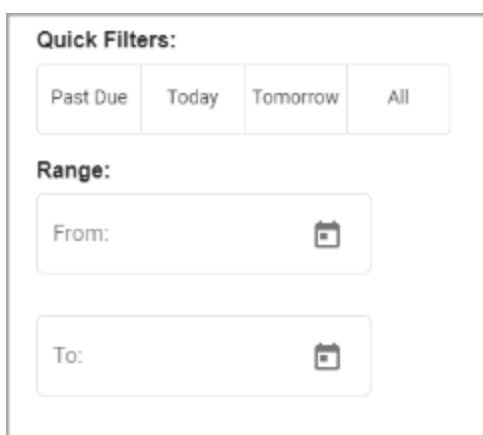 Quick Filters:
Past Due Today Tomorrow All
Range:
From:
To: